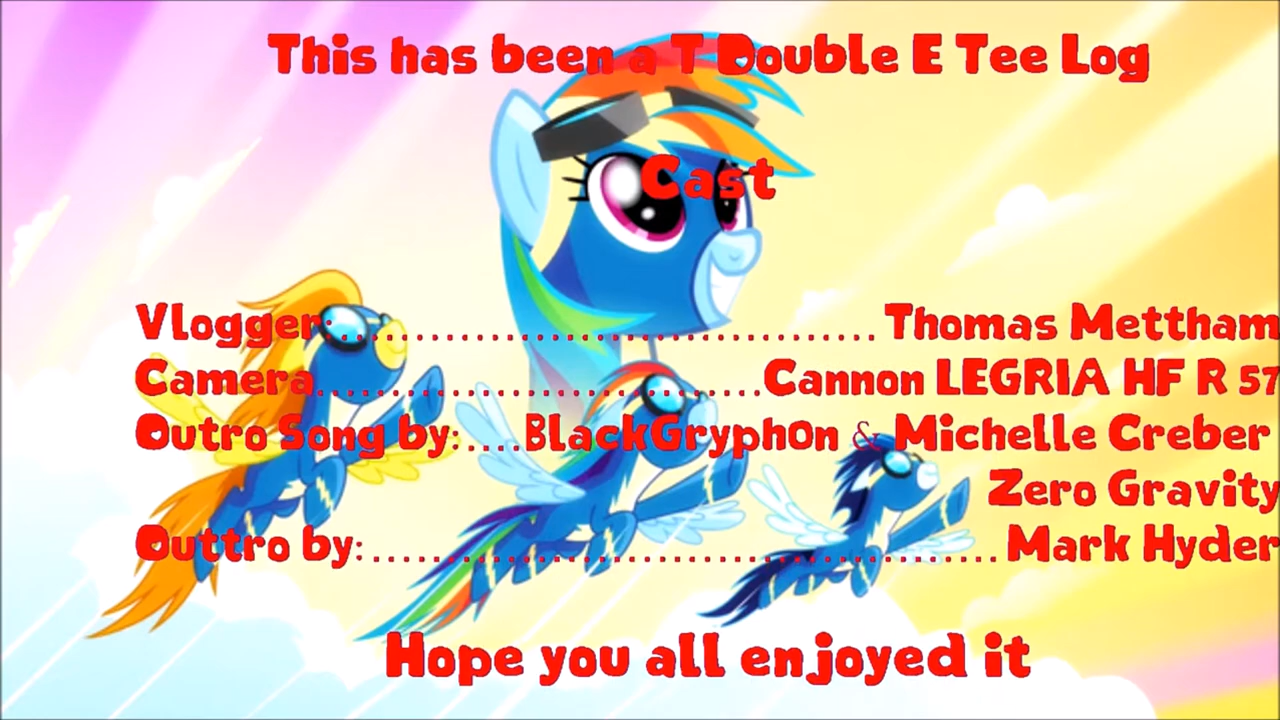 This has been a T Double E Tee Log
Cast
Vlogger:................................... Thomas Mettham
Camera.............................Cannon LEGRIA HF R 57
Outro Song by:....BlackGryph0n & Michelle Creber
Zero Gravity
Outtro by:......................................... Mark Hyder
Hope you all enjoyed it